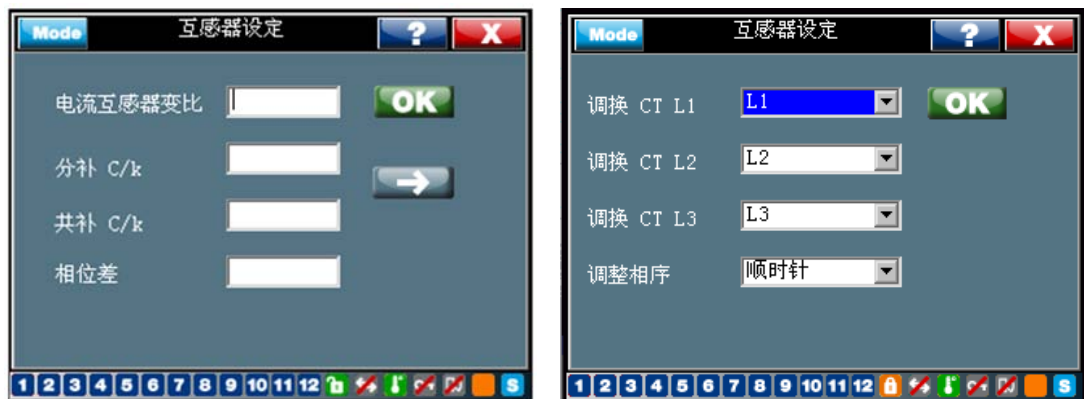 Mode 互感器设定 ? X
电流互感器变比 OK
分补 C/k
共补 C/k
相位差
1 2 3 4 5 6 7 8 9 10 11 12 S
Mode 互感器设定 ? X
调换 CT L1 L1 OK
调换 CT L2 L2
调换 CT L3 L3
调整相序 顺时针
1 2 3 4 5 6 7 8 9 10 11 12 S